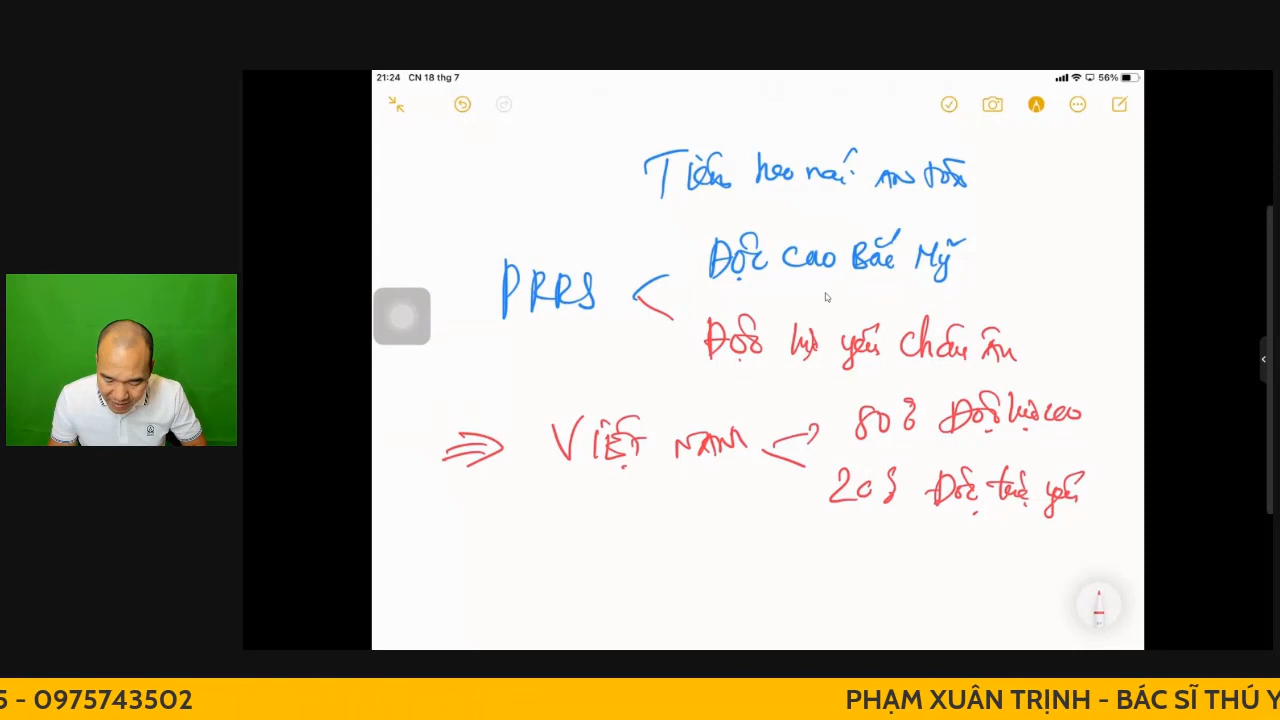 21:24 CN 18 thg 7
56%
Tiêm heo nái an toàn
Độc cao Bắc Mỹ
PRRS <
Độc lực yếu châu Âu
80% Độc lực cao
⇒ VIỆT NAM <
20% Độc lực yếu
5 - 0975743502
PHẠM XUÂN TRỊNH - BÁC SĨ THÚ Y